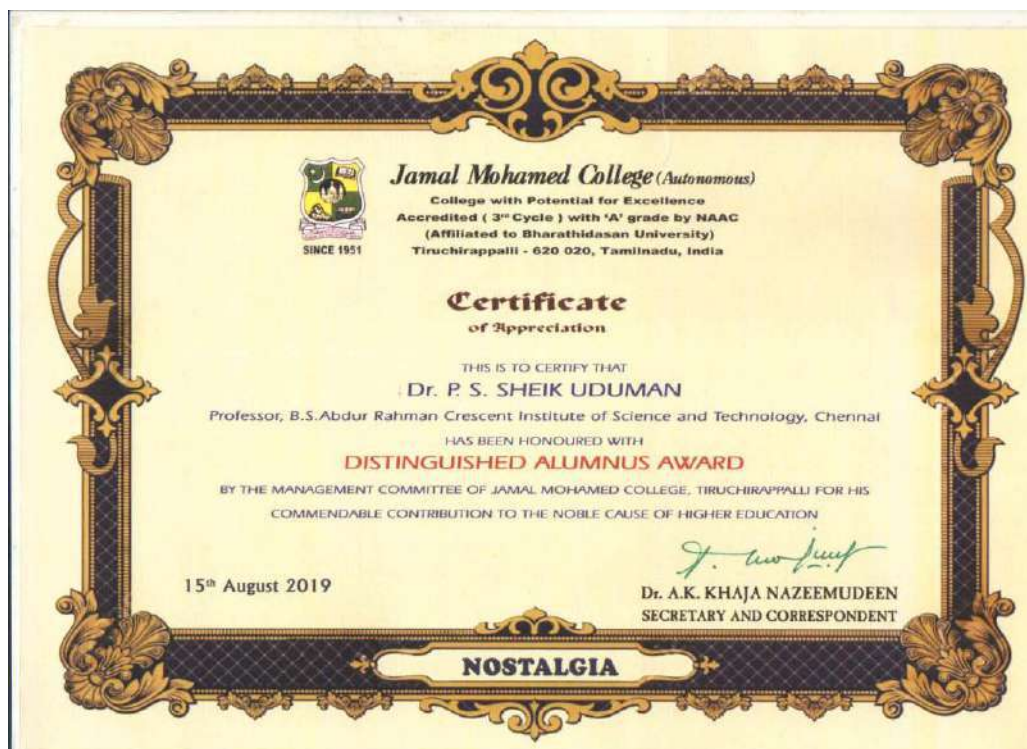 Jamal Mohamed College (Autonomous)
College with Potential for Excellence
Accredited ( 3rd Cycle ) with ‘A’ grade by NAAC
(Affiliated to Bharathidasan University)
SINCE 1951
Tiruchirappalli - 620 020, Tamilnadu, India
Certificate
of Appreciation
THIS IS TO CERTIFY THAT
Dr. P. S. SHEIK UDUMAN
Professor, B.S.Abdur Rahman Crescent Institute of Science and Technology, Chennai
HAS BEEN HONOURED WITH
DISTINGUISHED ALUMNUS AWARD
BY THE MANAGEMENT COMMITTEE OF JAMAL MOHAMED COLLEGE, TIRUCHIRAPPALLI FOR HIS
COMMENDABLE CONTRIBUTION TO THE NOBLE CAUSE OF HIGHER EDUCATION
15th August 2019
Dr. A.K. KHAJA NAZEEMUDEEN
SECRETARY AND CORRESPONDENT
NOSTALGIA